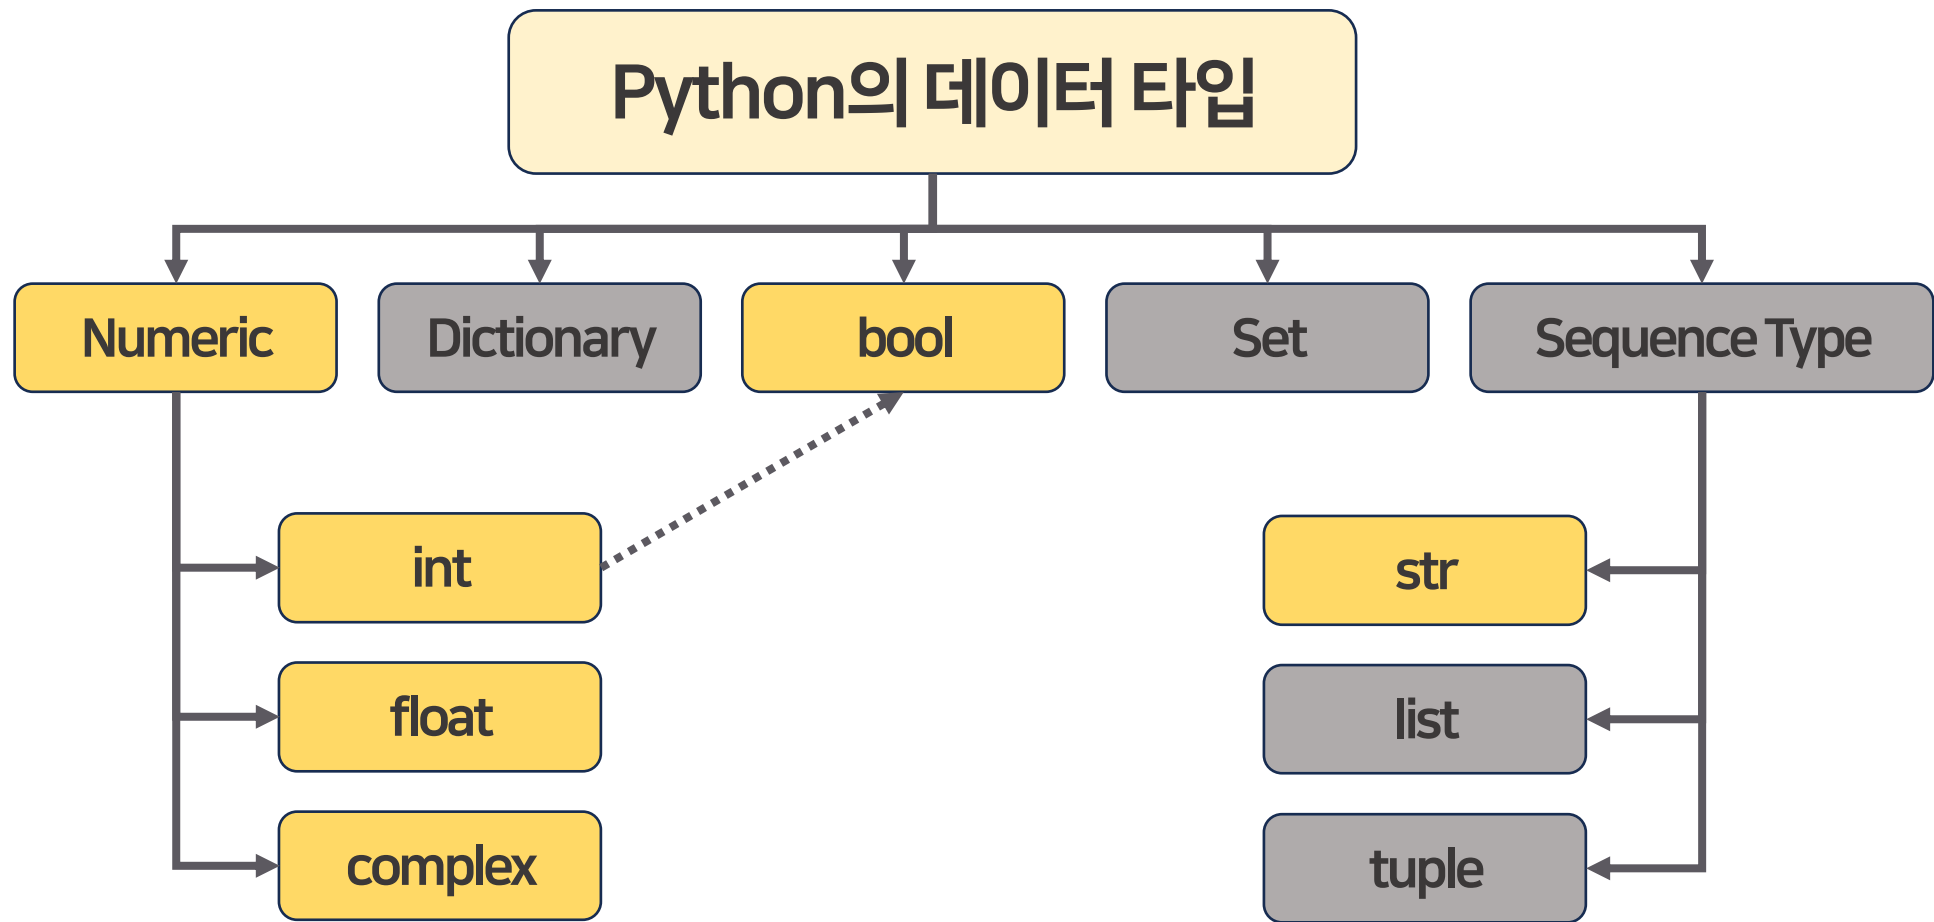 Python의 데이터 타입
Numeric
Dictionary
bool
Set
Sequence Type
int
str
float
list
complex
tuple